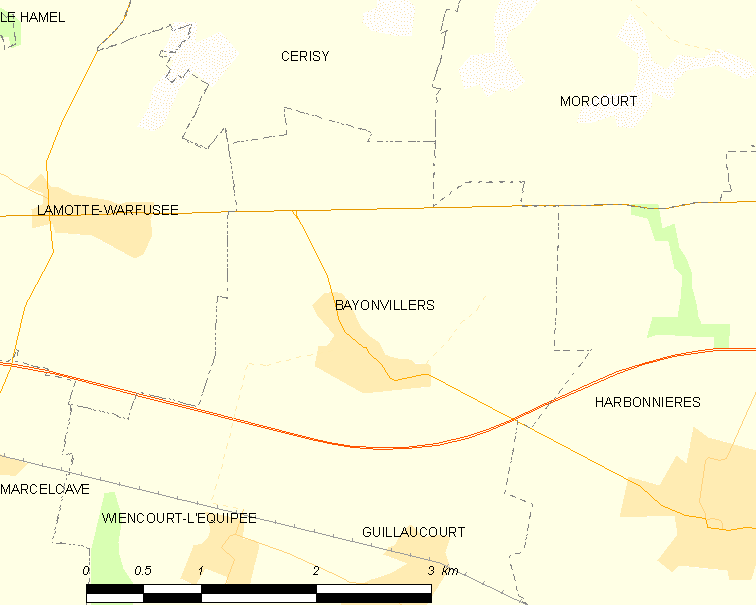 LE HAMEL
CERISY
MORCOURT
LAMOTTE-WARFUSEE
BAYONVILLERS
HARBONNIERES
MARCELCAVE
WIENCOURT-L'EQUIPEE
GUILLAUCOURT
0 0.5 1 2 3 km